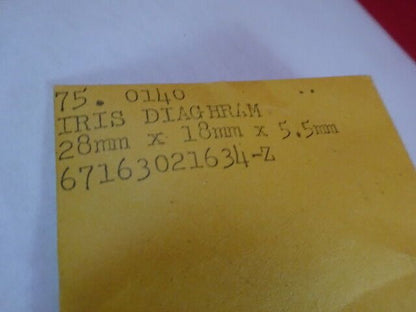 75. 0140
IRIS DIAGHRAM
28mm x 18mm x 5.5mm
67163021634-Z